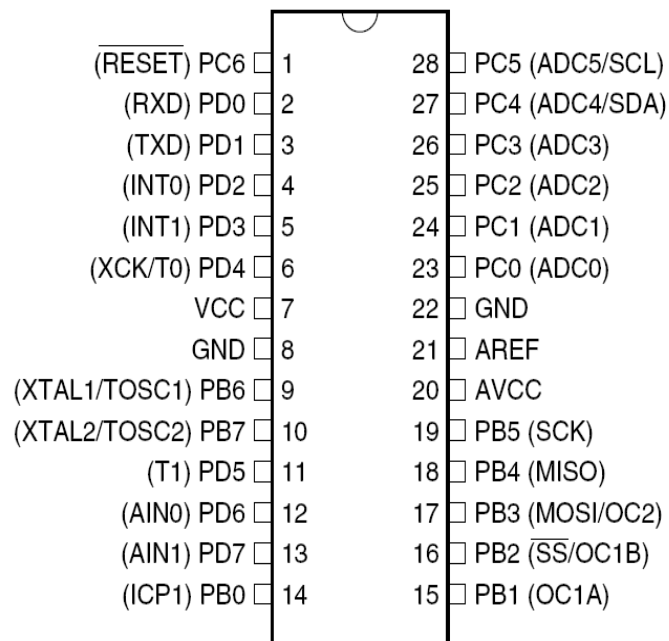 (RESET) PC6 1 28 PC5 (ADC5/SCL)
(RXD) PD0 2 27 PC4 (ADC4/SDA)
(TXD) PD1 3 26 PC3 (ADC3)
(INT0) PD2 4 25 PC2 (ADC2)
(INT1) PD3 5 24 PC1 (ADC1)
(XCK/T0) PD4 6 23 PC0 (ADC0)
VCC 7 22 GND
GND 8 21 AREF
(XTAL1/TOSC1) PB6 9 20 AVCC
(XTAL2/TOSC2) PB7 10 19 PB5 (SCK)
(T1) PD5 11 18 PB4 (MISO)
(AIN0) PD6 12 17 PB3 (MOSI/OC2)
(AIN1) PD7 13 16 PB2 (SS/OC1B)
(ICP1) PB0 14 15 PB1 (OC1A)